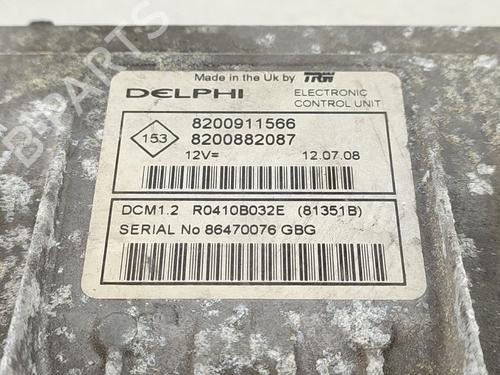 Made in the Uk by TRW
DELPHI
ELECTRONIC
CONTROL UNIT
153
8200911566
8200882087
12V=
12.07.08
DCM1.2 R0410B032E (81351B)
SERIAL No 86470076 GBG
B-PARTS